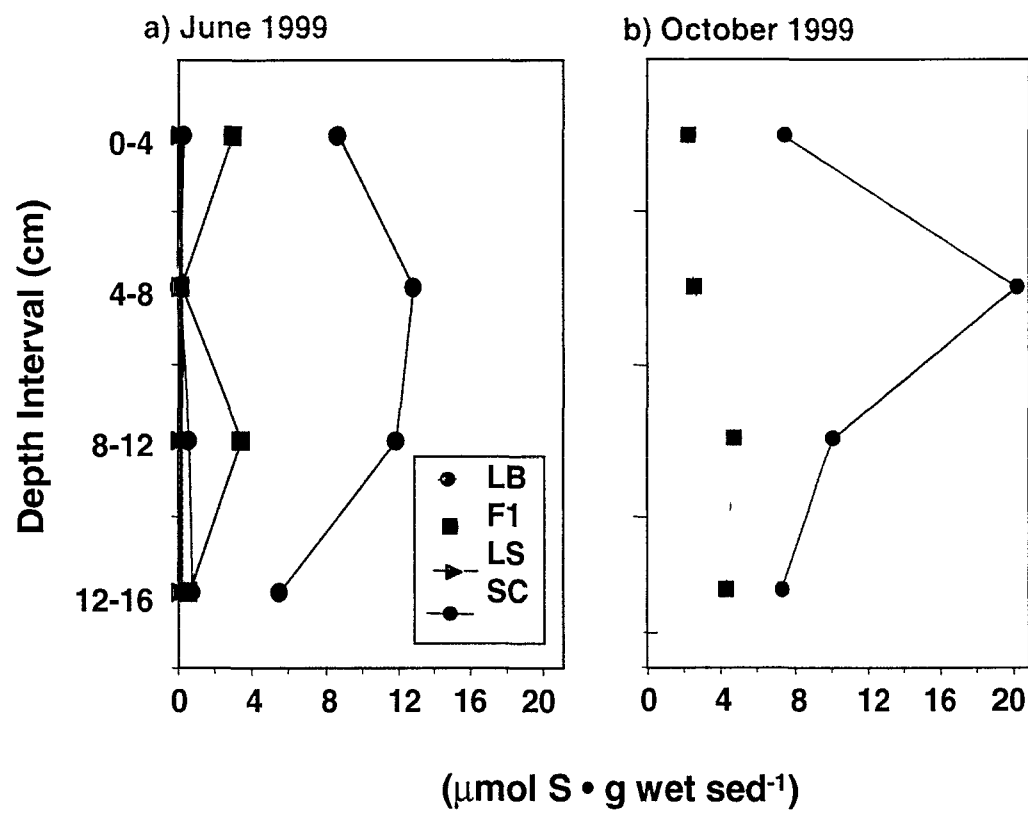 a) June 1999
b) October 1999
Depth Interval (cm)
0-4
4-8
8-12
12-16
LB
F1
LS
SC
0 4 8 12 16 20
0 4 8 12 16 20
(μmol S • g wet sed⁻¹)